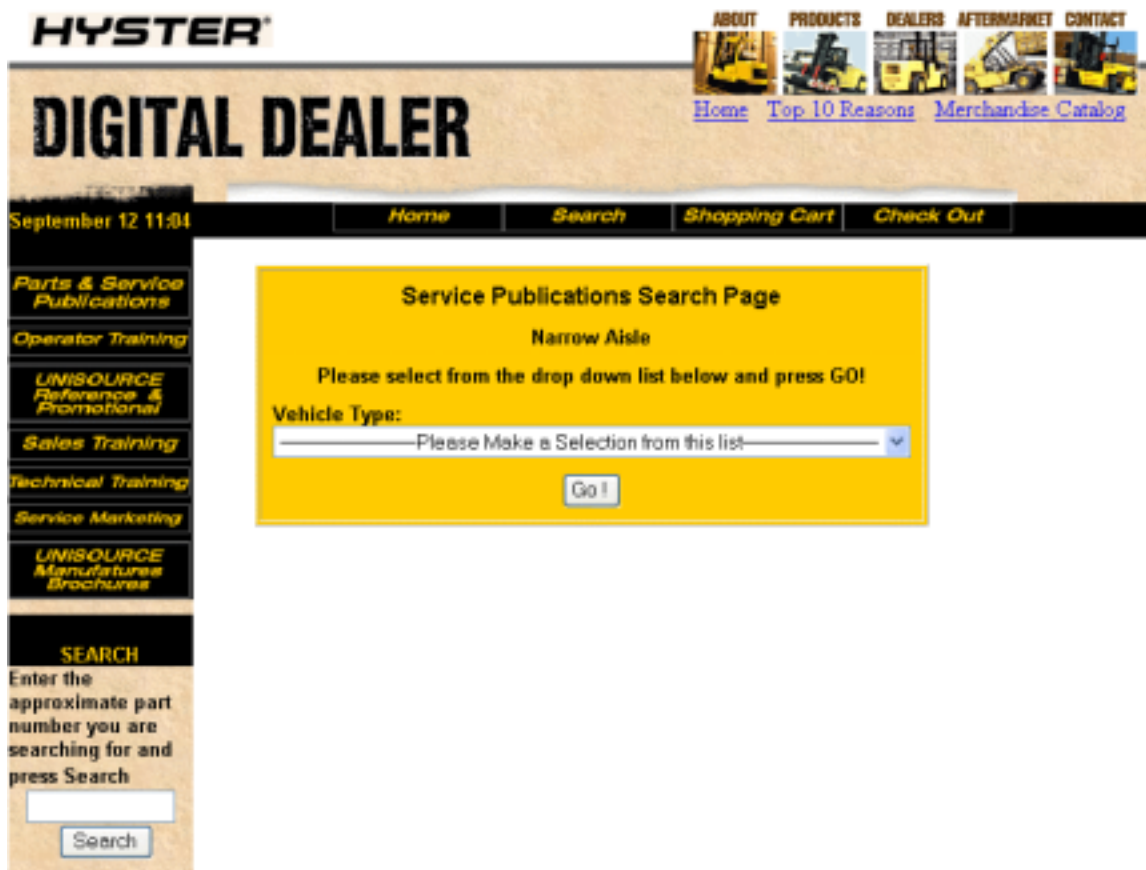 HYSTER
ABOUT PRODUCTS DEALERS AFTERMARKET CONTACT
Home Top 10 Reasons Merchandise Catalog
DIGITAL DEALER
September 12 11:04
Home Search Shopping Cart Check Out
Parts & Service
Publications
Operator Training
UNISOURCE
Reference &
Promotional
Sales Training
Technical Training
Service Marketing
UNISOURCE
Manufatures
Brochures
SEARCH
Enter the
approximate part
number you are
searching for and
press Search
Search
Service Publications Search Page
Narrow Aisle
Please select from the drop down list below and press GO!
Vehicle Type:
Please Make a Selection from this list
Go !